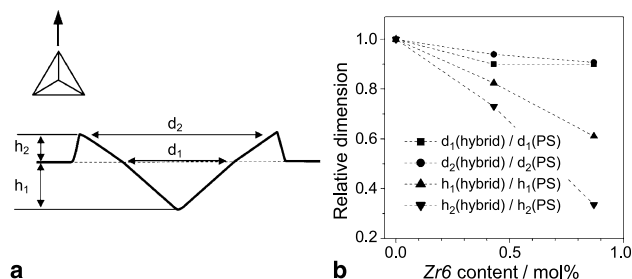 a
h2
h1
d2
d1
b
Relative dimension
1.0
0.8
0.6
0.4
0.2
d1(hybrid) / d1(PS)
d2(hybrid) / d2(PS)
h1(hybrid) / h1(PS)
h2(hybrid) / h2(PS)
0.0 0.5 1.0
Zr6 content / mol%